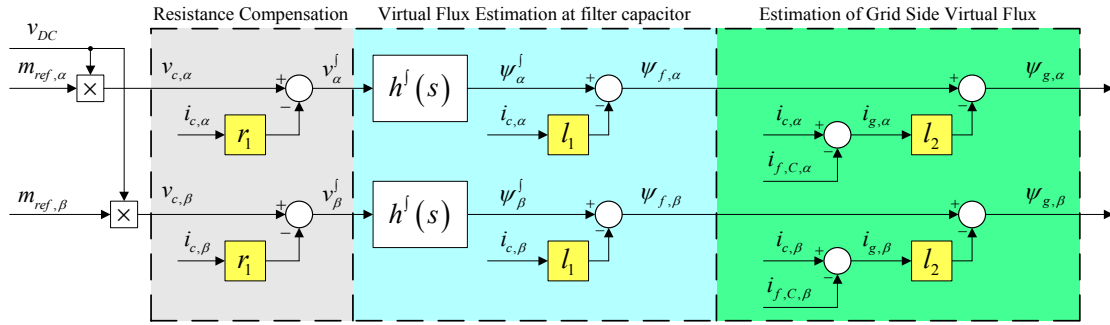 Resistance Compensation
Virtual Flux Estimation at filter capacitor
Estimation of Grid Side Virtual Flux
v_DC
m_ref,α
×
v_c,α
+
−
v_α^∫
h^∫(s)
ψ_α^∫
+
−
ψ_f,α
+
−
ψ_g,α
i_c,α
r_1
i_c,α
l_1
i_c,α
+
−
i_g,α
l_2
i_f,C,α
m_ref,β
×
v_c,β
+
−
v_β^∫
h^∫(s)
ψ_β^∫
+
−
ψ_f,β
+
−
ψ_g,β
i_c,β
r_1
i_c,β
l_1
i_c,β
+
−
i_g,β
l_2
i_f,C,β